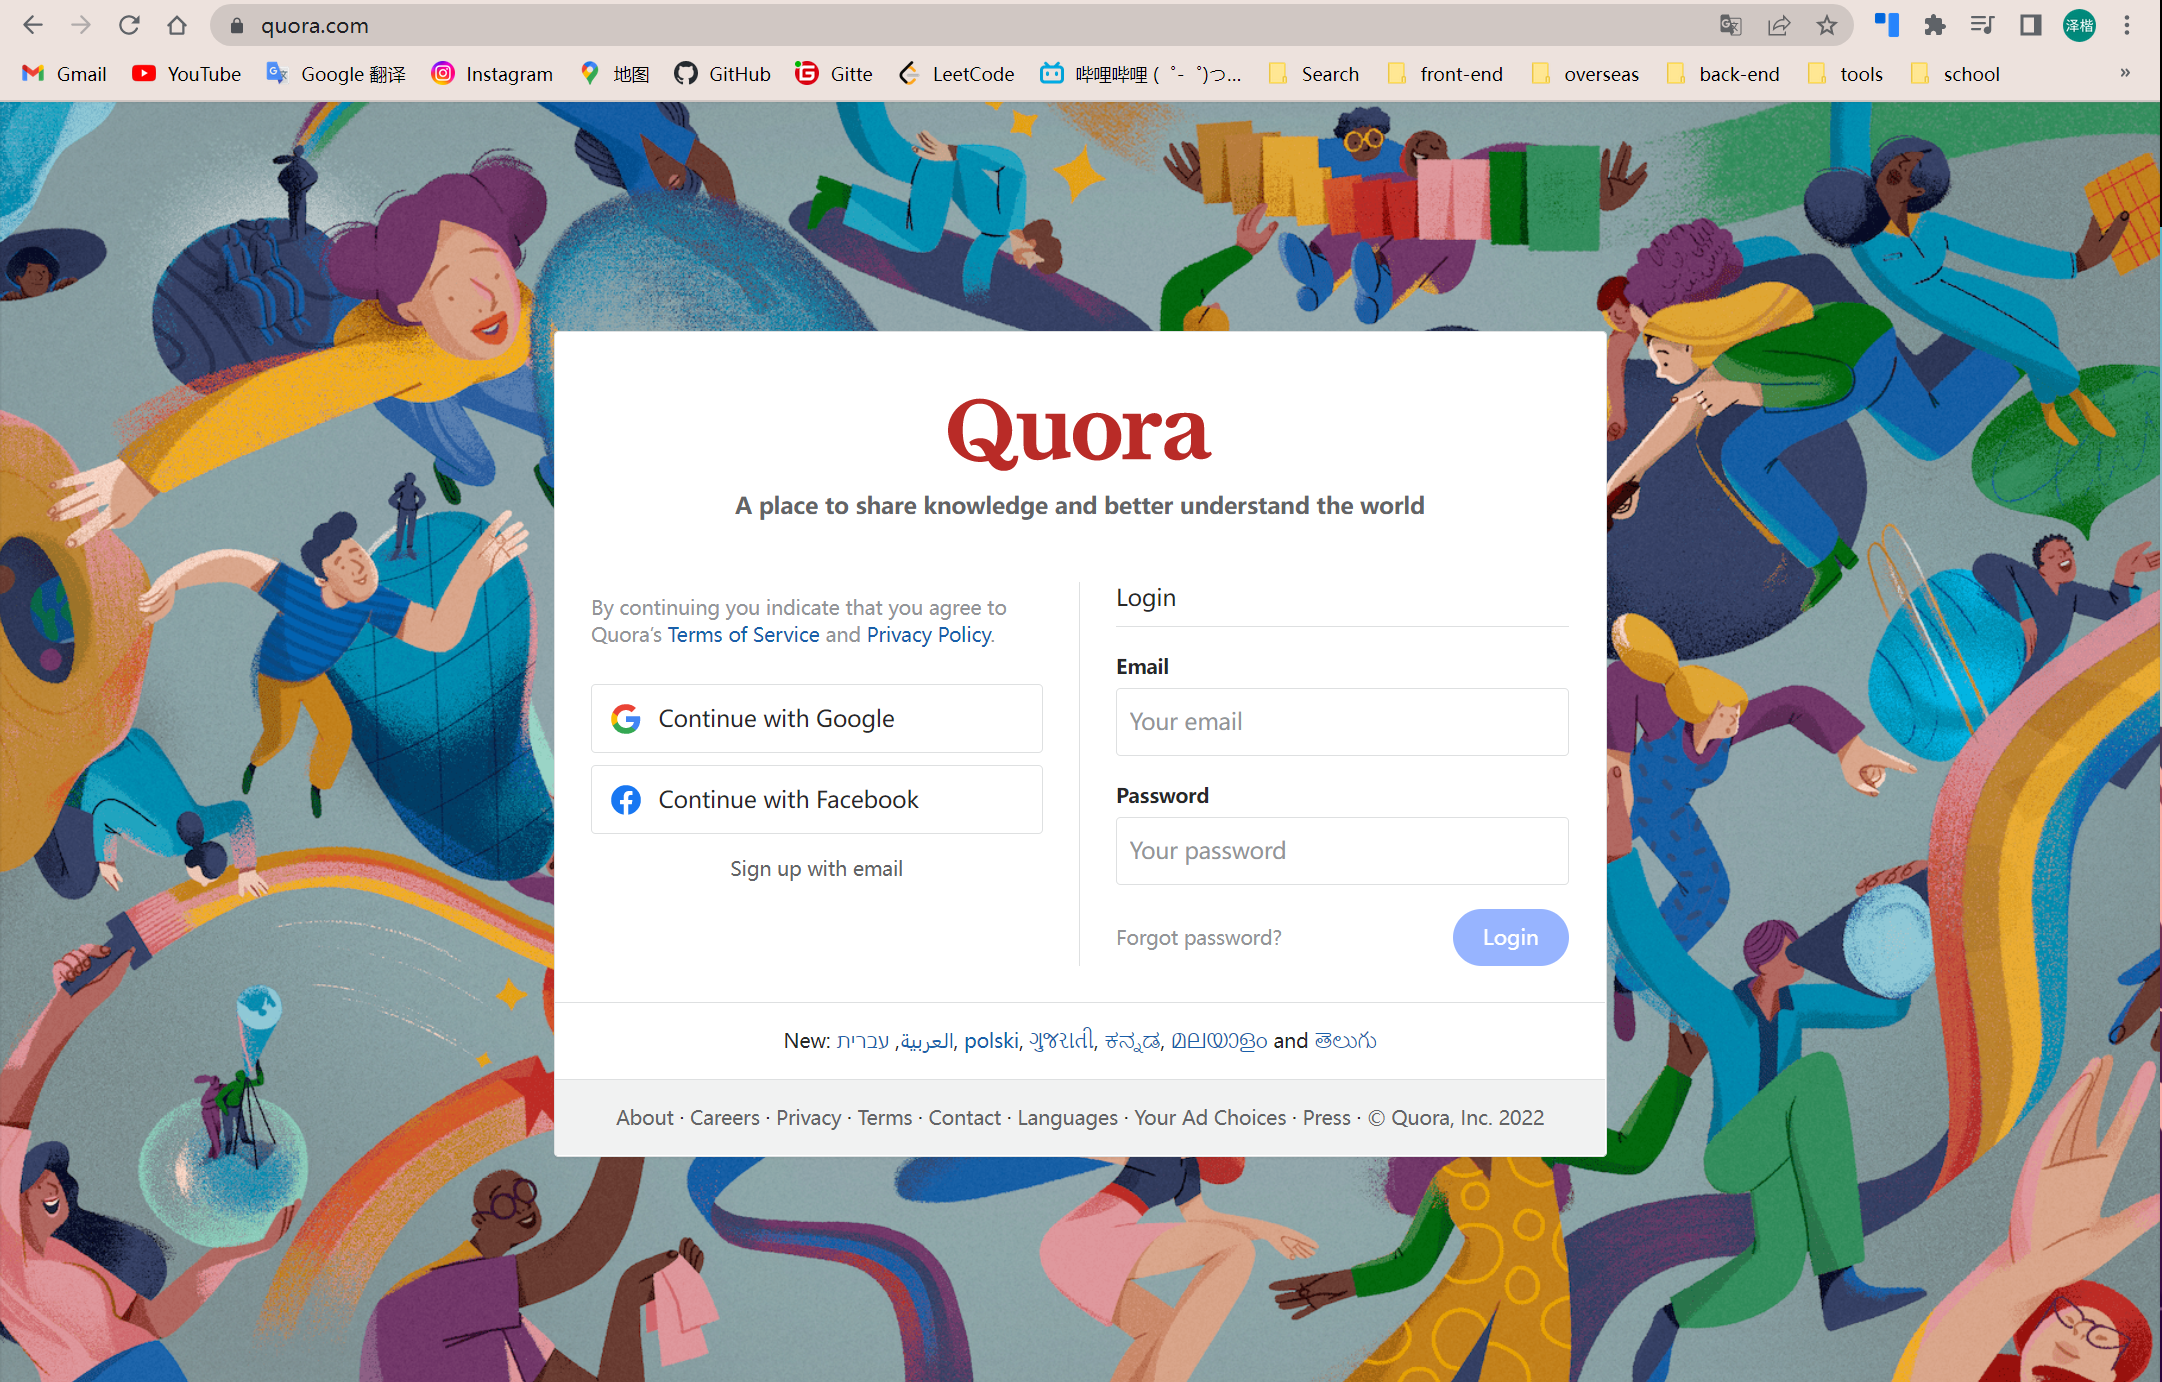 quora.com
泽楷
Gmail YouTube Google 翻译 Instagram 地图 GitHub Gitte LeetCode 哔哩哔哩 ( ゜- ゜)つ... Search front-end overseas back-end tools school »
Quora
A place to share knowledge and better understand the world
By continuing you indicate that you agree to
Quora's Terms of Service and Privacy Policy.
Continue with Google
Continue with Facebook
Sign up with email
Login
Email
Your email
Password
Your password
Forgot password?
Login
New: עברית, العربية, polski, ગુજરાતી, ಕನ್ನಡ, മലയാളം and తెలుగు
About · Careers · Privacy · Terms · Contact · Languages · Your Ad Choices · Press · © Quora, Inc. 2022